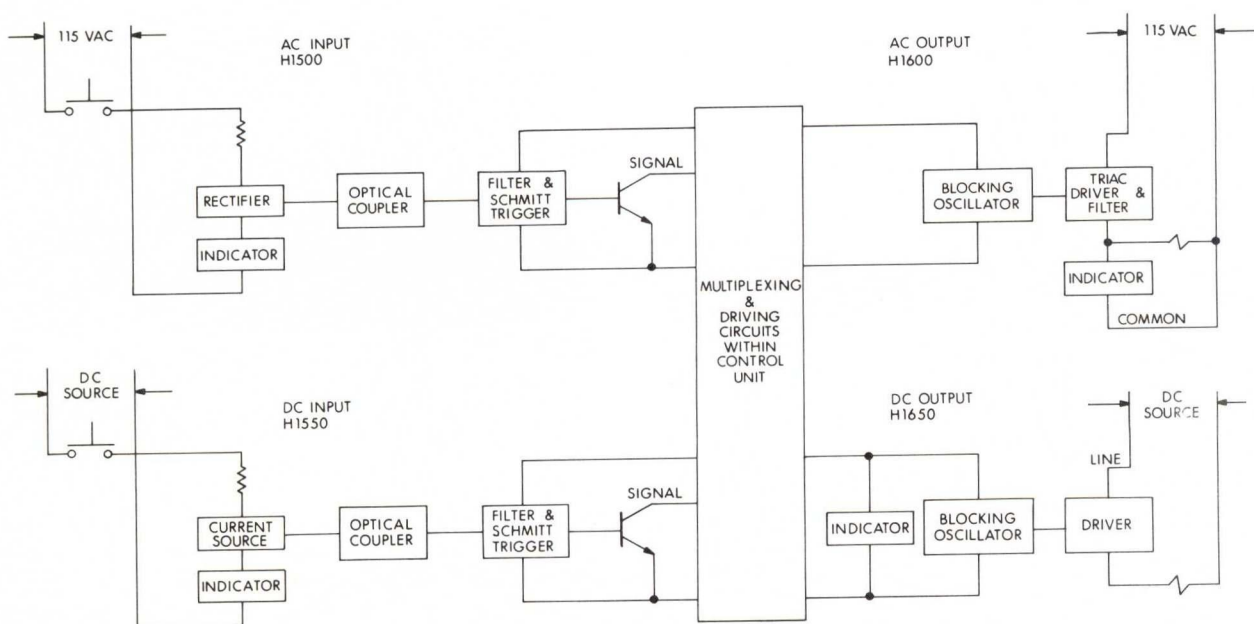 115 VAC
AC INPUT
H1500
RECTIFIER
INDICATOR
OPTICAL
COUPLER
FILTER &
SCHMITT
TRIGGER
SIGNAL
MULTIPLEXING
&
DRIVING
CIRCUITS
WITHIN
CONTROL
UNIT
AC OUTPUT
H1600
115 VAC
BLOCKING
OSCILLATOR
TRIAC
DRIVER &
FILTER
INDICATOR
COMMON
DC
SOURCE
DC INPUT
H1550
CURRENT
SOURCE
INDICATOR
OPTICAL
COUPLER
FILTER &
SCHMITT
TRIGGER
SIGNAL
DC OUTPUT
H1650
DC
SOURCE
LINE
INDICATOR
BLOCKING
OSCILLATOR
DRIVER